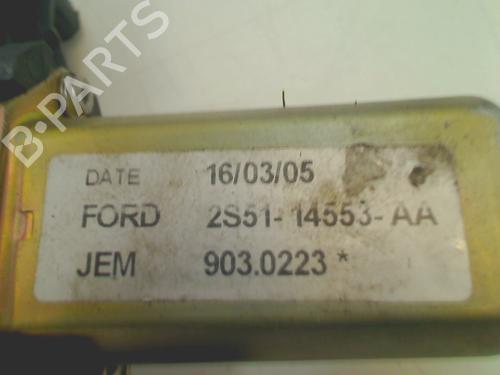 B-PARTS
DATE 16/03/05
FORD 2S51-14553-AA
JEM 903.0223 *